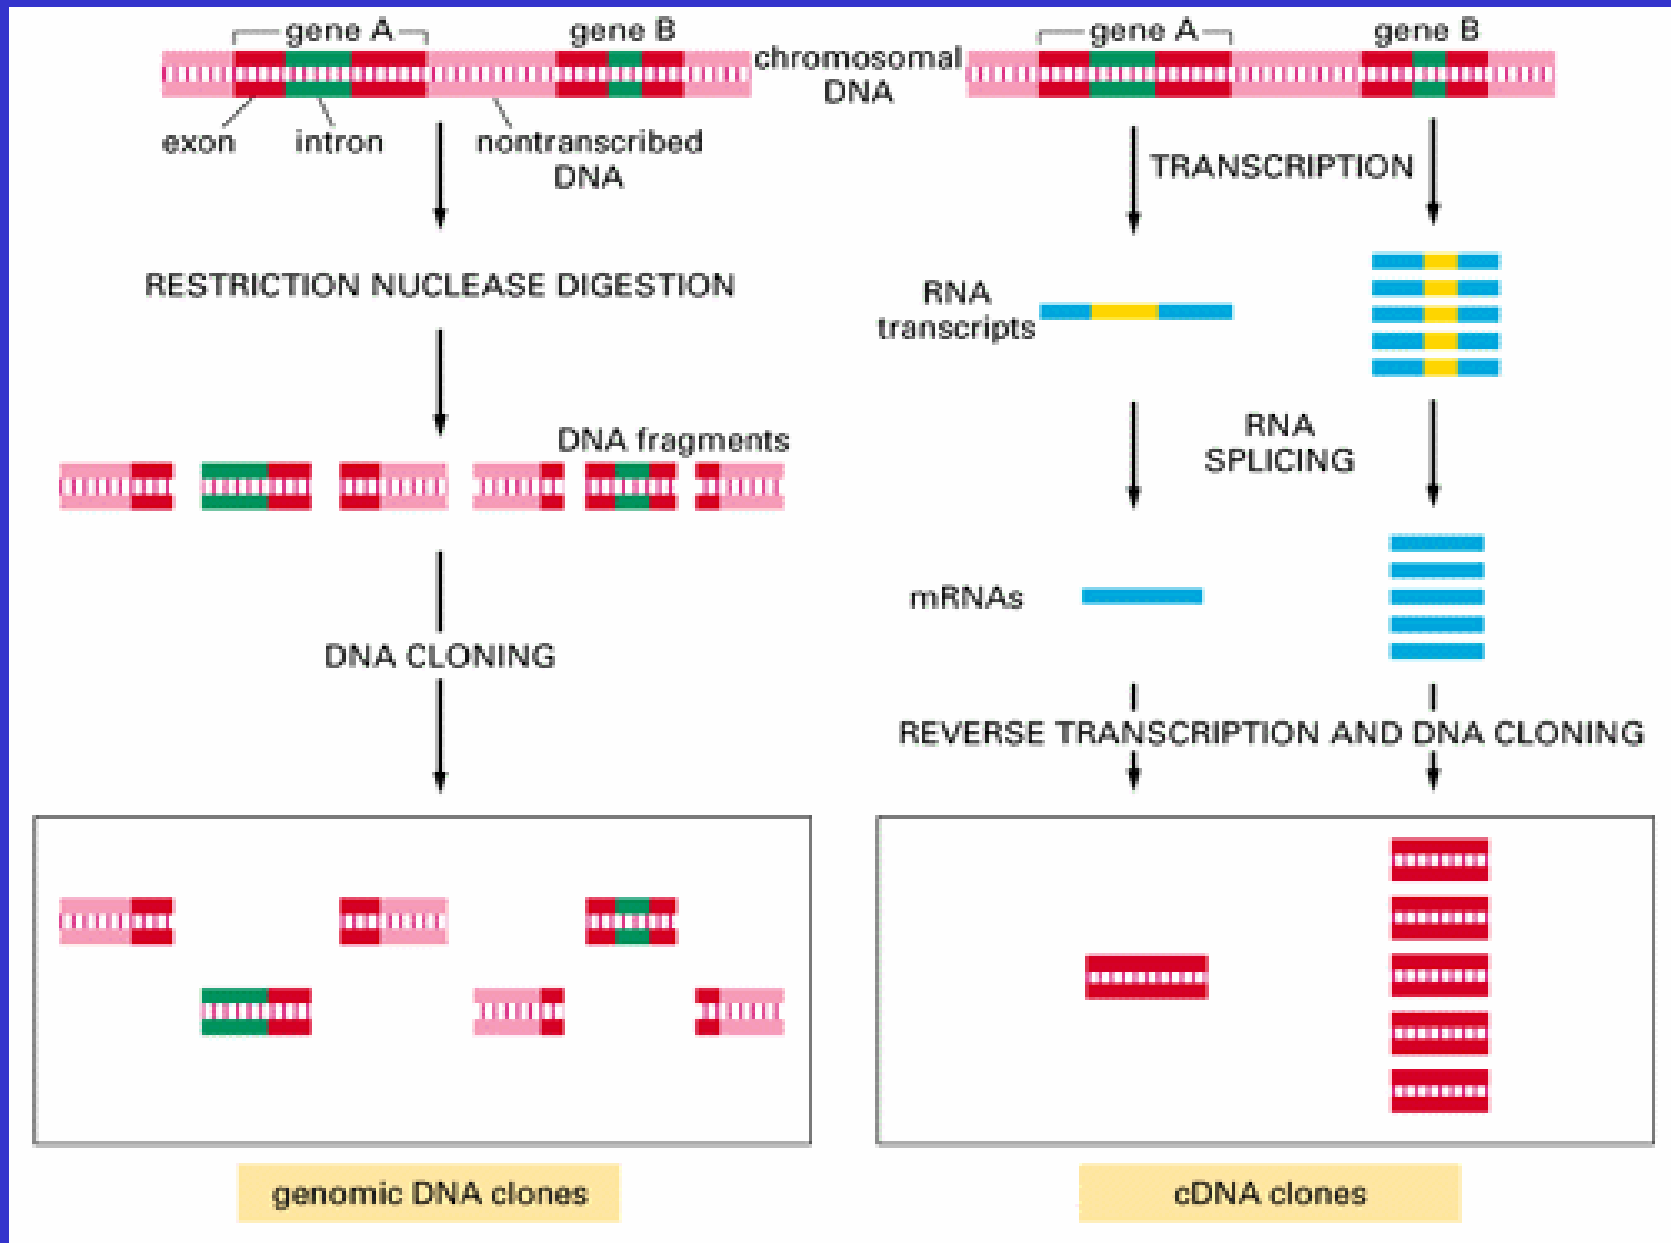 gene A
gene B
chromosomal
DNA
exon
intron
nontranscribed
DNA
RESTRICTION NUCLEASE DIGESTION
DNA fragments
DNA CLONING
genomic DNA clones
gene A
gene B
TRANSCRIPTION
RNA
transcripts
RNA
SPLICING
mRNAs
REVERSE TRANSCRIPTION AND DNA CLONING
cDNA clones